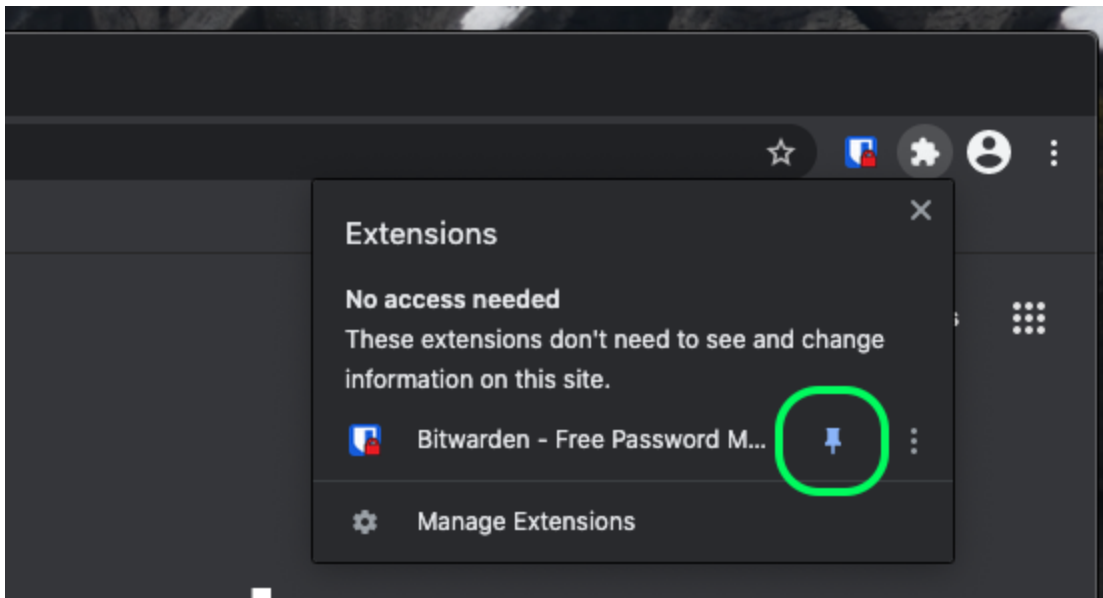 Extensions
No access needed
These extensions don't need to see and change
information on this site.
Bitwarden - Free Password M...
Manage Extensions